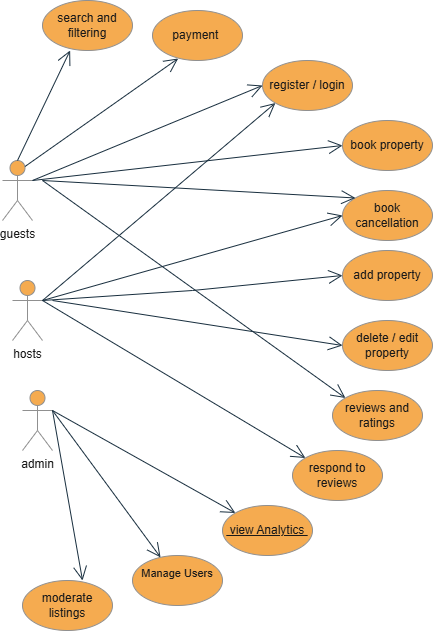 search and
filtering
payment
register / login
book property
guests
book
cancellation
add property
hosts
delete / edit
property
reviews and
ratings
admin
respond to
reviews
view Analytics
Manage Users
moderate
listings